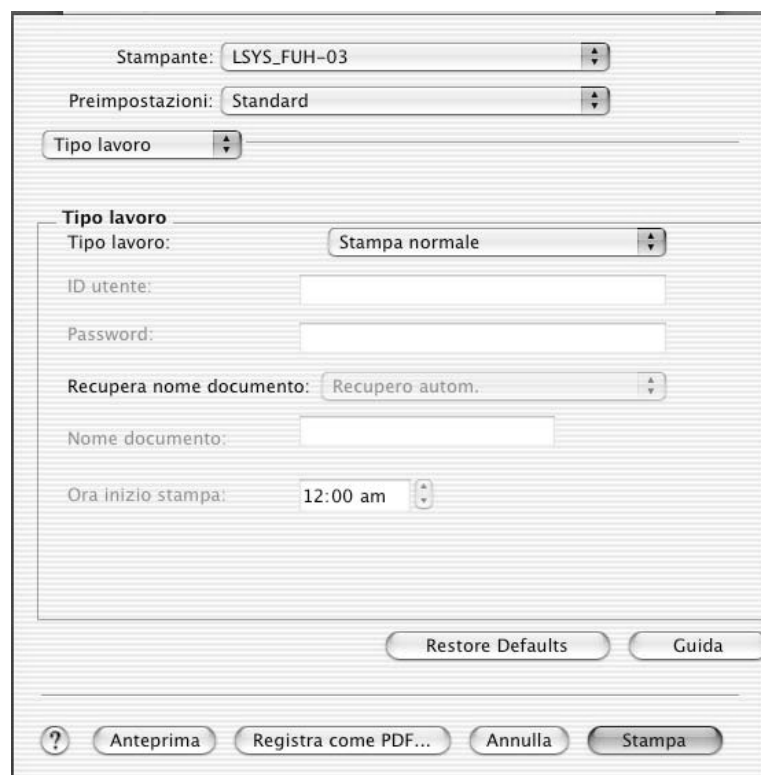 Stampante: LSYS_FUH-03
Preimpostazioni: Standard
Tipo lavoro
Tipo lavoro
Tipo lavoro: Stampa normale
ID utente:
Password:
Recupera nome documento: Recupero autom.
Nome documento:
Ora inizio stampa: 12:00 am
Restore Defaults Guida
? Anteprima Registra come PDF... Annulla Stampa